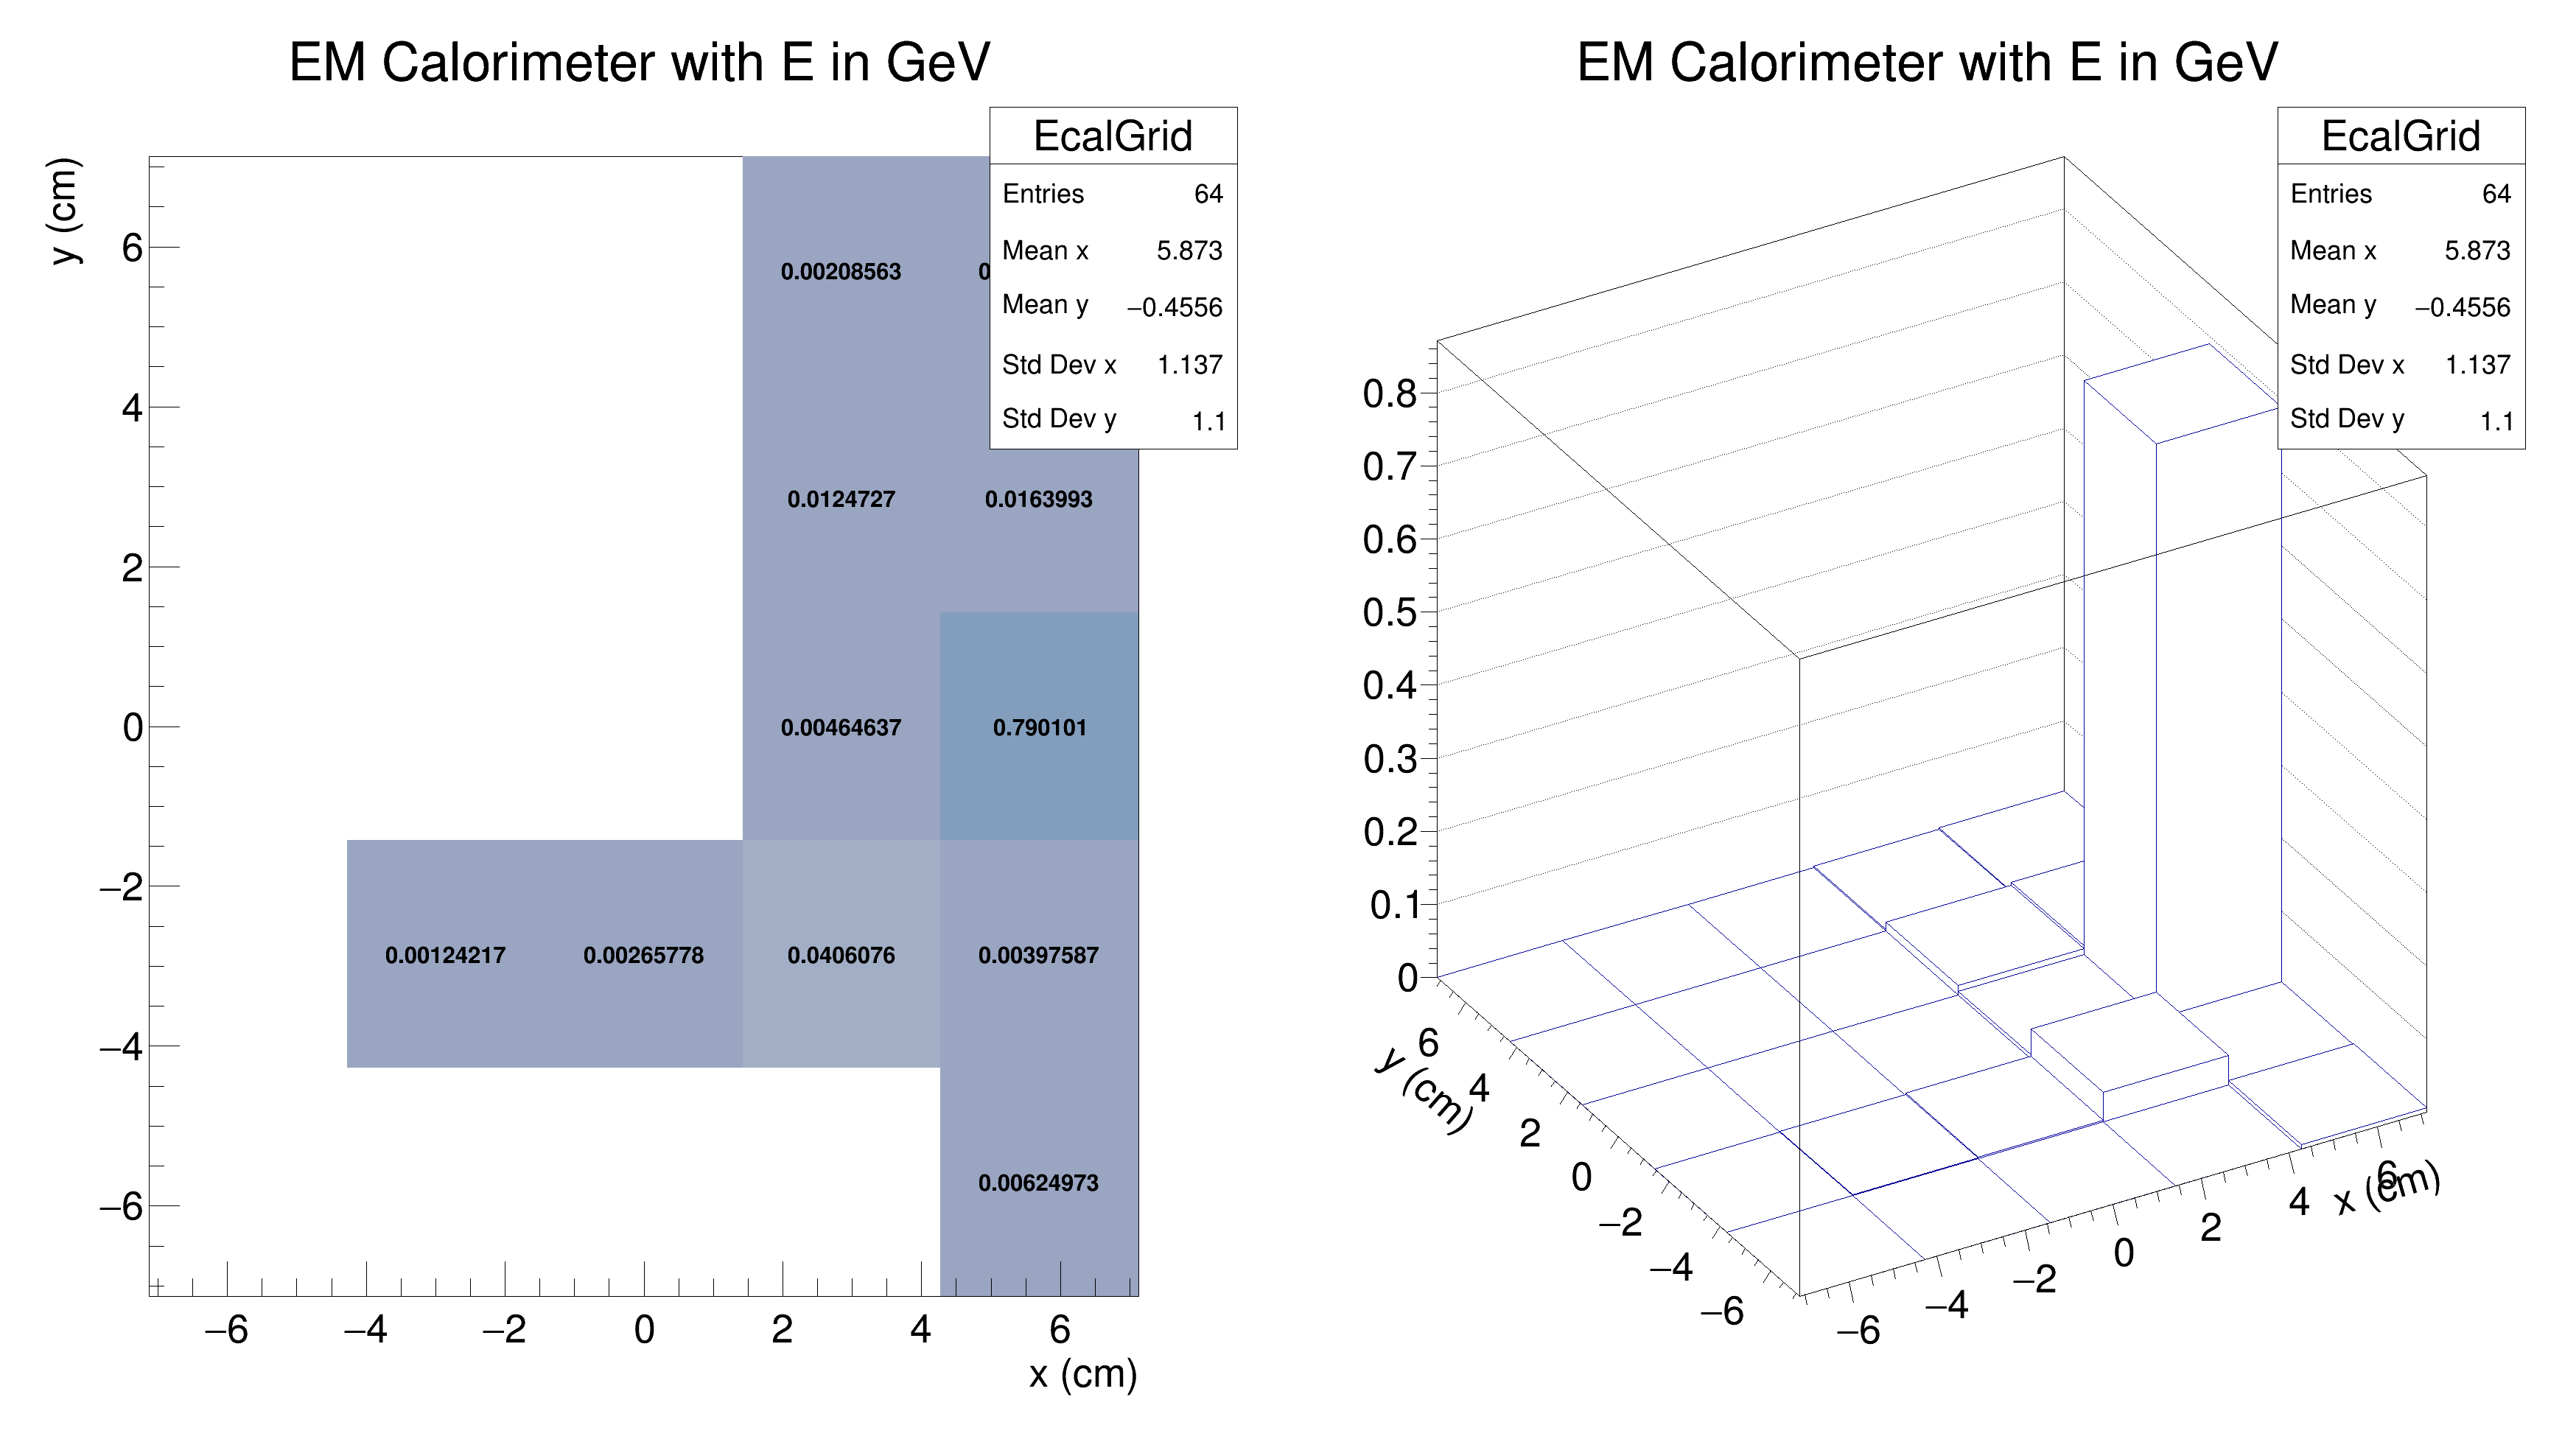 EM Calorimeter with E in GeV
EcalGrid
Entries 64
Mean x 5.873
Mean y −0.4556
Std Dev x 1.137
Std Dev y 1.1
y (cm)
6
4
2
0
−2
−4
−6
0.00208563
0.0124727 0.0163993
0.00464637 0.790101
0.00124217 0.00265778 0.0406076 0.00397587
0.00624973
−6 −4 −2 0 2 4 6
x (cm)
EM Calorimeter with E in GeV
EcalGrid
Entries 64
Mean x 5.873
Mean y −0.4556
Std Dev x 1.137
Std Dev y 1.1
0.8
0.7
0.6
0.5
0.4
0.3
0.2
0.1
0
y (cm)
6
4
2
0
−2
−4
−6
−6 −4 −2 0 2 4 6
x (cm)